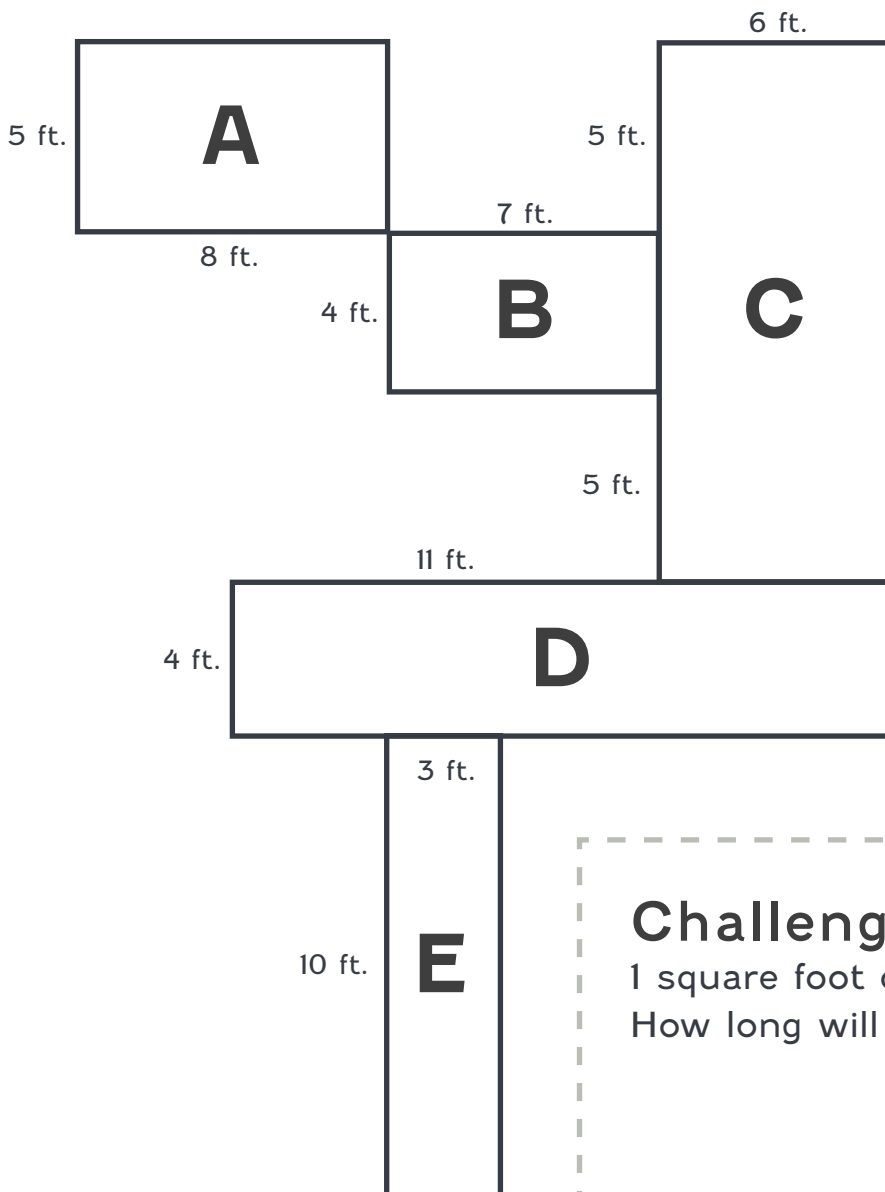 6 ft.
A
5 ft.
5 ft.
7 ft.
8 ft.
B
C
4 ft.
5 ft.
11 ft.
D
4 ft.
3 ft.
E
10 ft.
Challeng
1 square foot
How long will